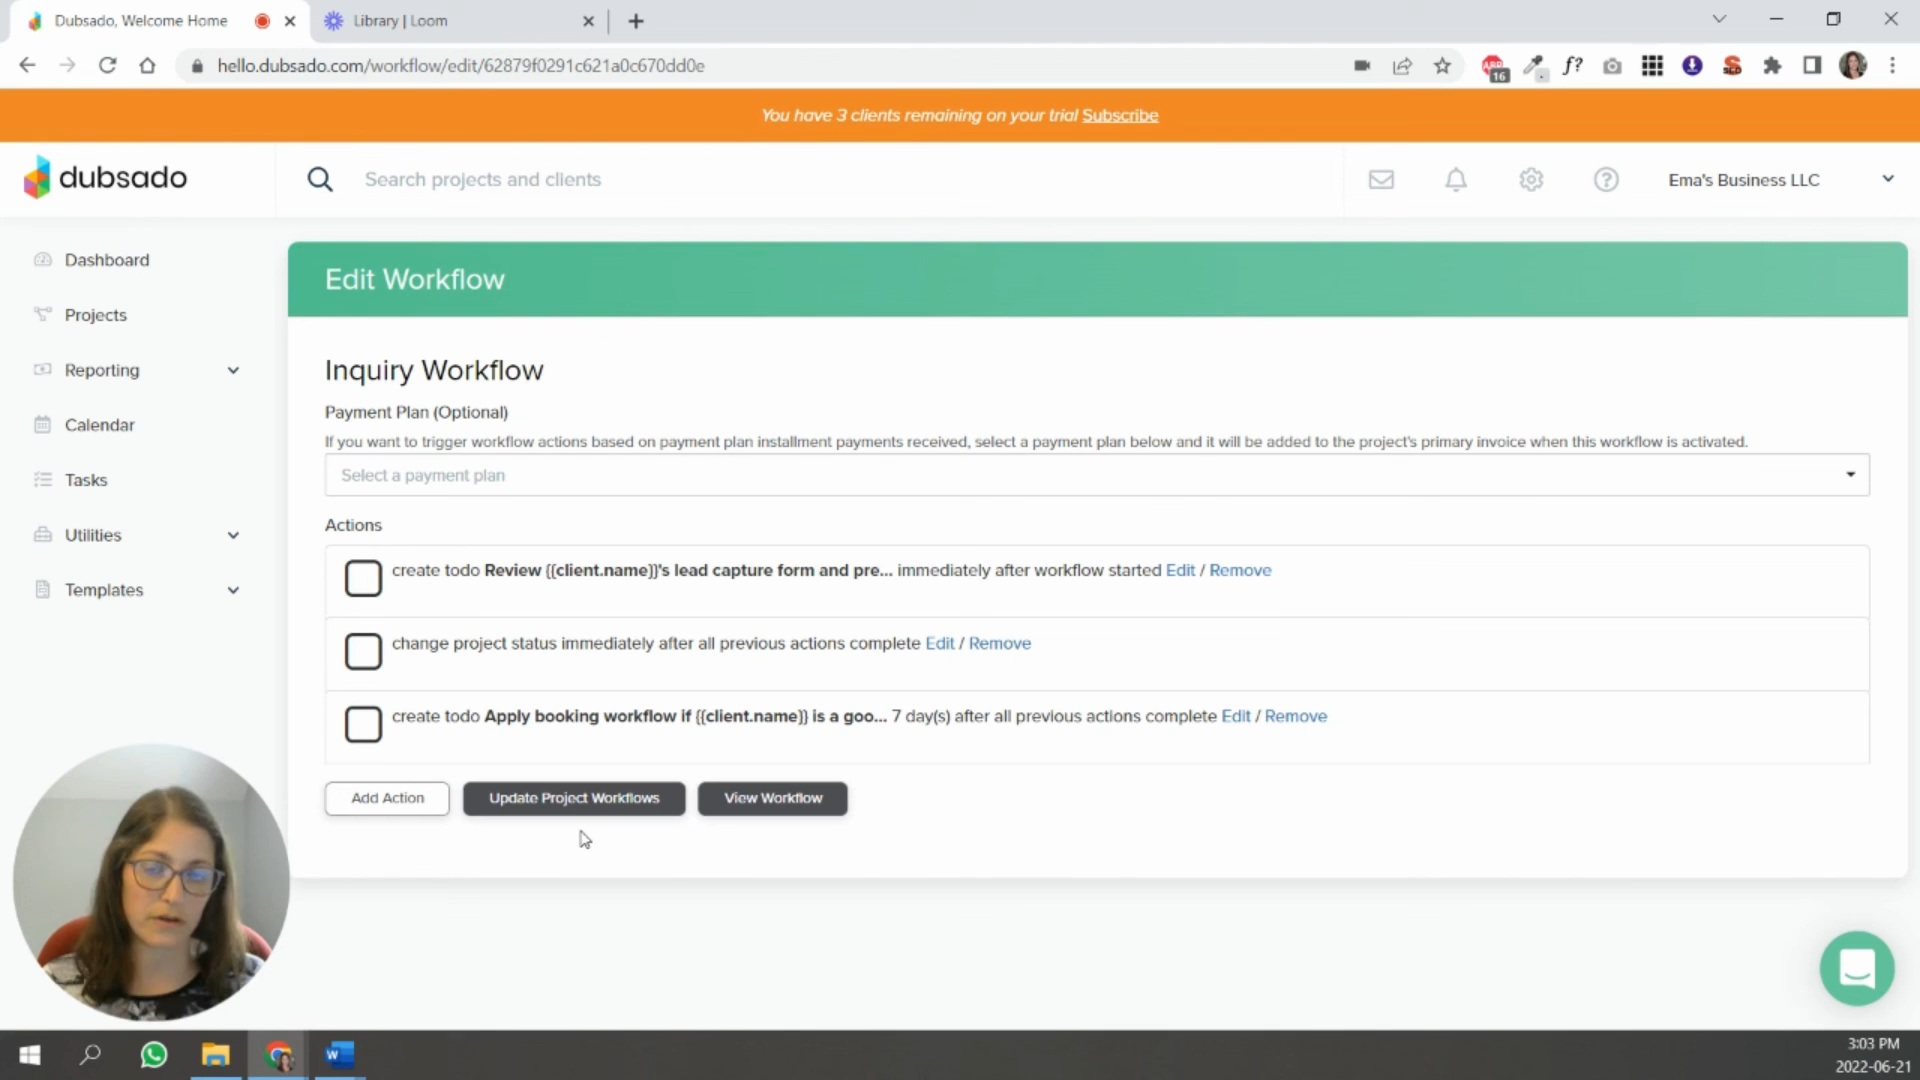 Dubsado, Welcome Home
Library | Loom
hello.dubsado.com/workflow/edit/62879f0291c621a0c670dd0e
ABP
16
f?
You have 3 clients remaining on your trial Subscribe
dubsado
Search projects and clients
Ema's Business LLC
Dashboard
Projects
Reporting
Calendar
Tasks
Utilities
Templates
Edit Workflow
Inquiry Workflow
Payment Plan (Optional)
If you want to trigger workflow actions based on payment plan installment payments received, select a payment plan below and it will be added to the project's primary invoice when this workflow is activated.
Select a payment plan
Actions
create todo Review {{client.name}}'s lead capture form and pre... immediately after workflow started Edit / Remove
change project status immediately after all previous actions complete Edit / Remove
create todo Apply booking workflow if {{client.name}} is a goo... 7 day(s) after all previous actions complete Edit / Remove
Add Action
Update Project Workflows
View Workflow
W
3:03 PM
2022-06-21